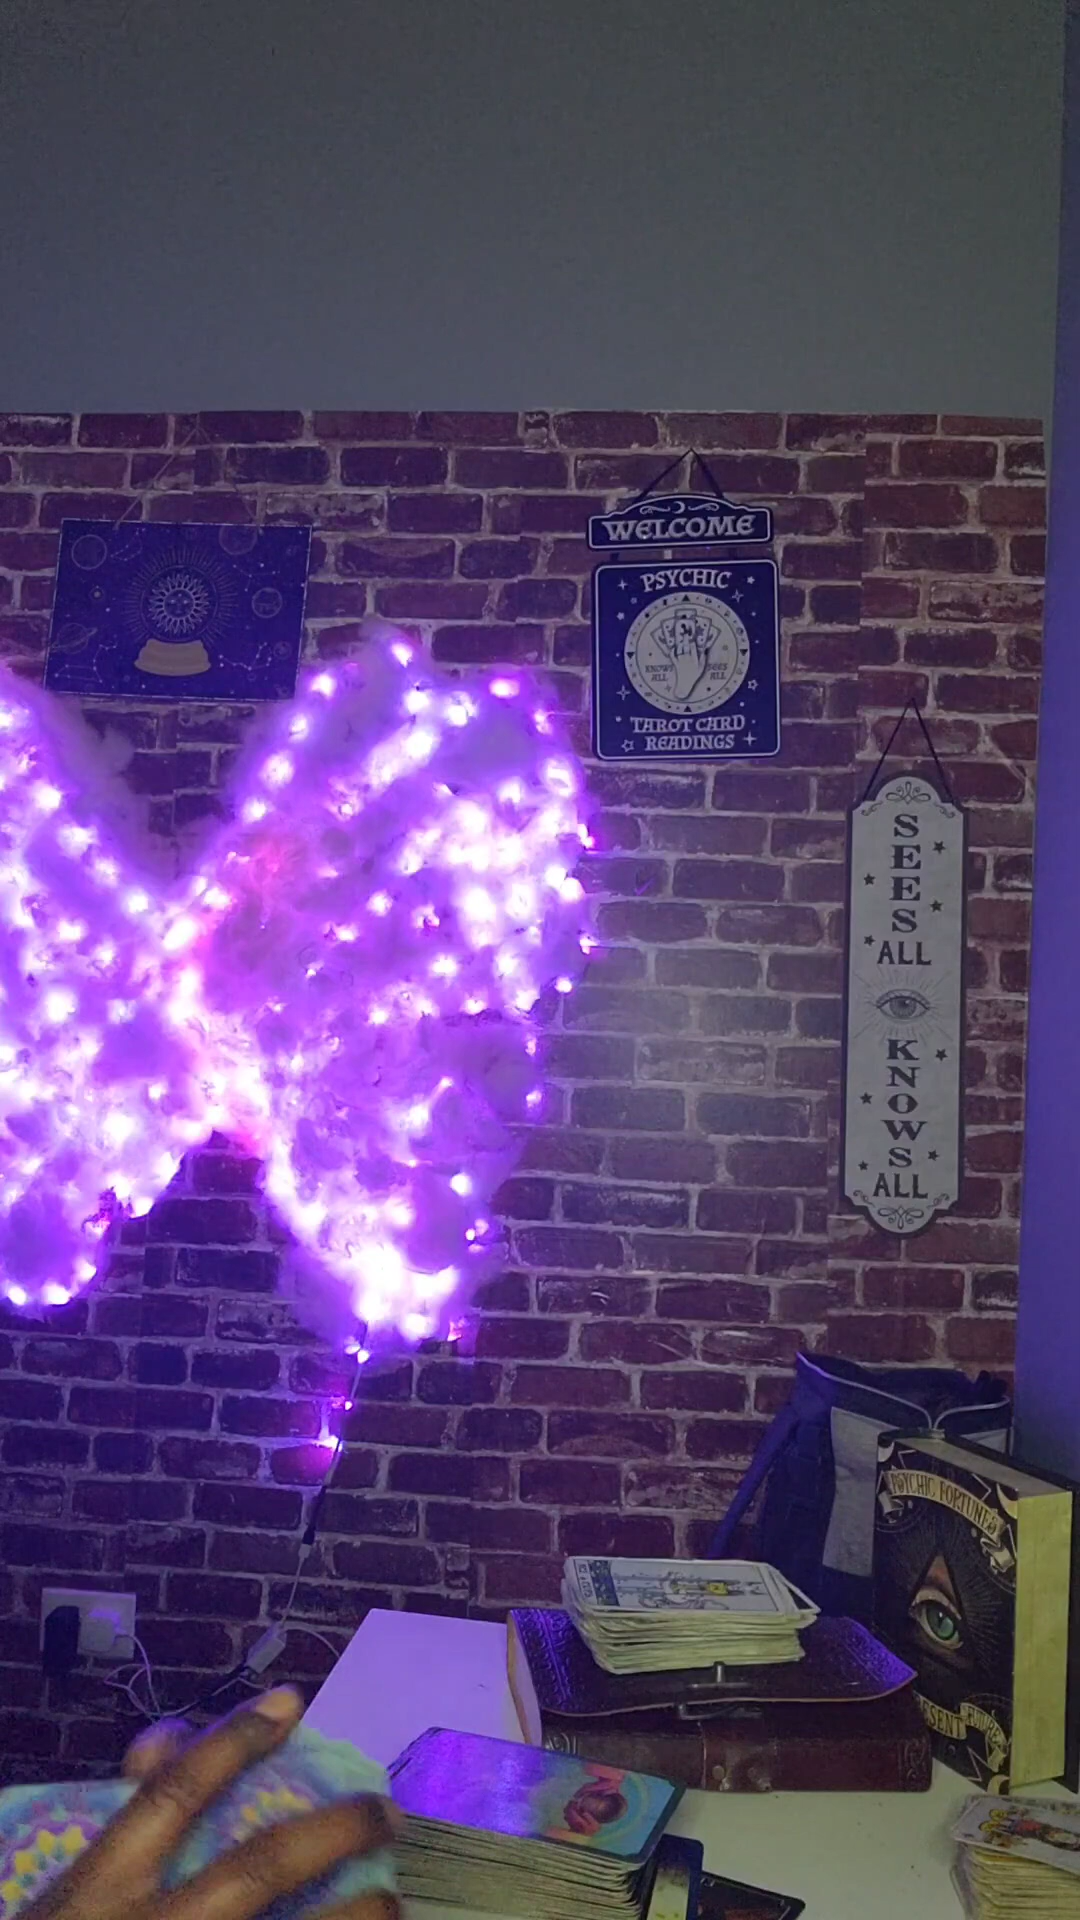 WELCOME
PSYCHIC
KNOWS
ALL
SEES
ALL
TAROT CARD
READINGS
SEES
ALL
KNOWS
ALL
PSYCHIC FORTUNES